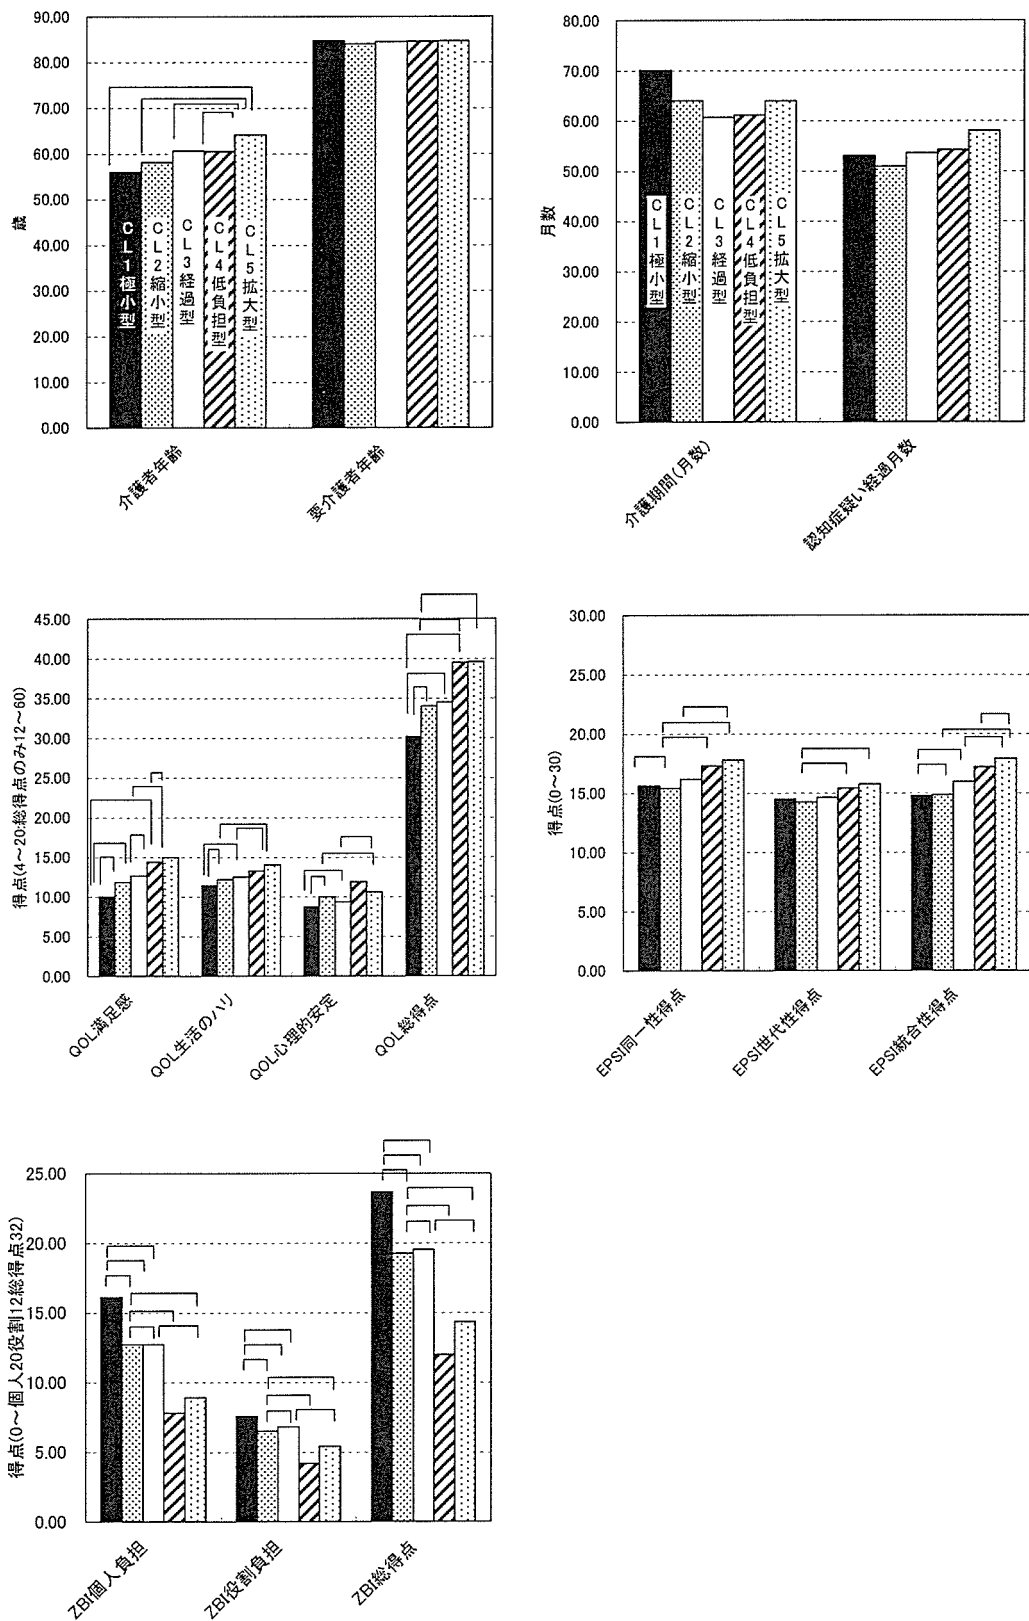 90.00
80.00
70.00
60.00
50.00
40.00
30.00
20.00
10.00
0.00
歳
CL1極小型
CL2縮小型
CL3経過型
CL4低負担型
CL5拡大型
介護者年齢
要介護者年齢
80.00
70.00
60.00
50.00
40.00
30.00
20.00
10.00
0.00
月数
CL1極小型
CL2縮小型
CL3経過型
CL4低負担型
CL5拡大型
介護期間(月数)
認知症疑い経過月数
45.00
40.00
35.00
30.00
25.00
20.00
15.00
10.00
5.00
0.00
得点(4～20:総得点のみ12～60)
QOL満足感
QOL生活のハリ
QOL心理的安定
QOL総得点
30.00
25.00
20.00
15.00
10.00
5.00
0.00
得点(0～30)
EPSI同一性得点
EPSI世代性得点
EPSI統合性得点
25.00
20.00
15.00
10.00
5.00
0.00
得点(0～個人20役割12総得点32)
ZBI個人負担
ZBI役割負担
ZBI総得点